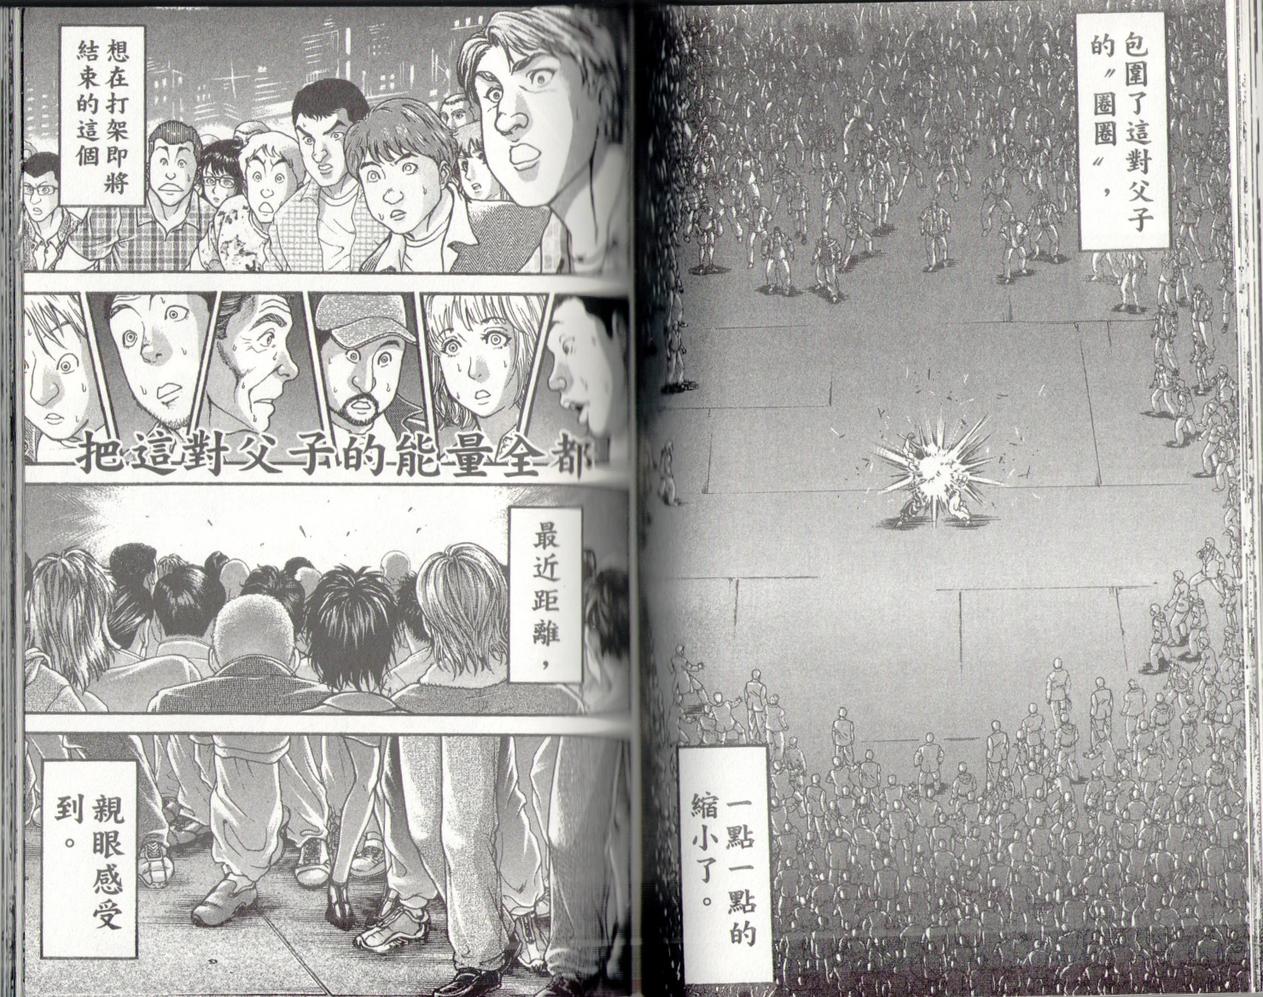 包圍了這對父子
的〝圈圈〞，
一點一點的
縮小了。
想在打架即將
結束的這個
把這對父子的能量全都
最近距離，
親眼感受
到。